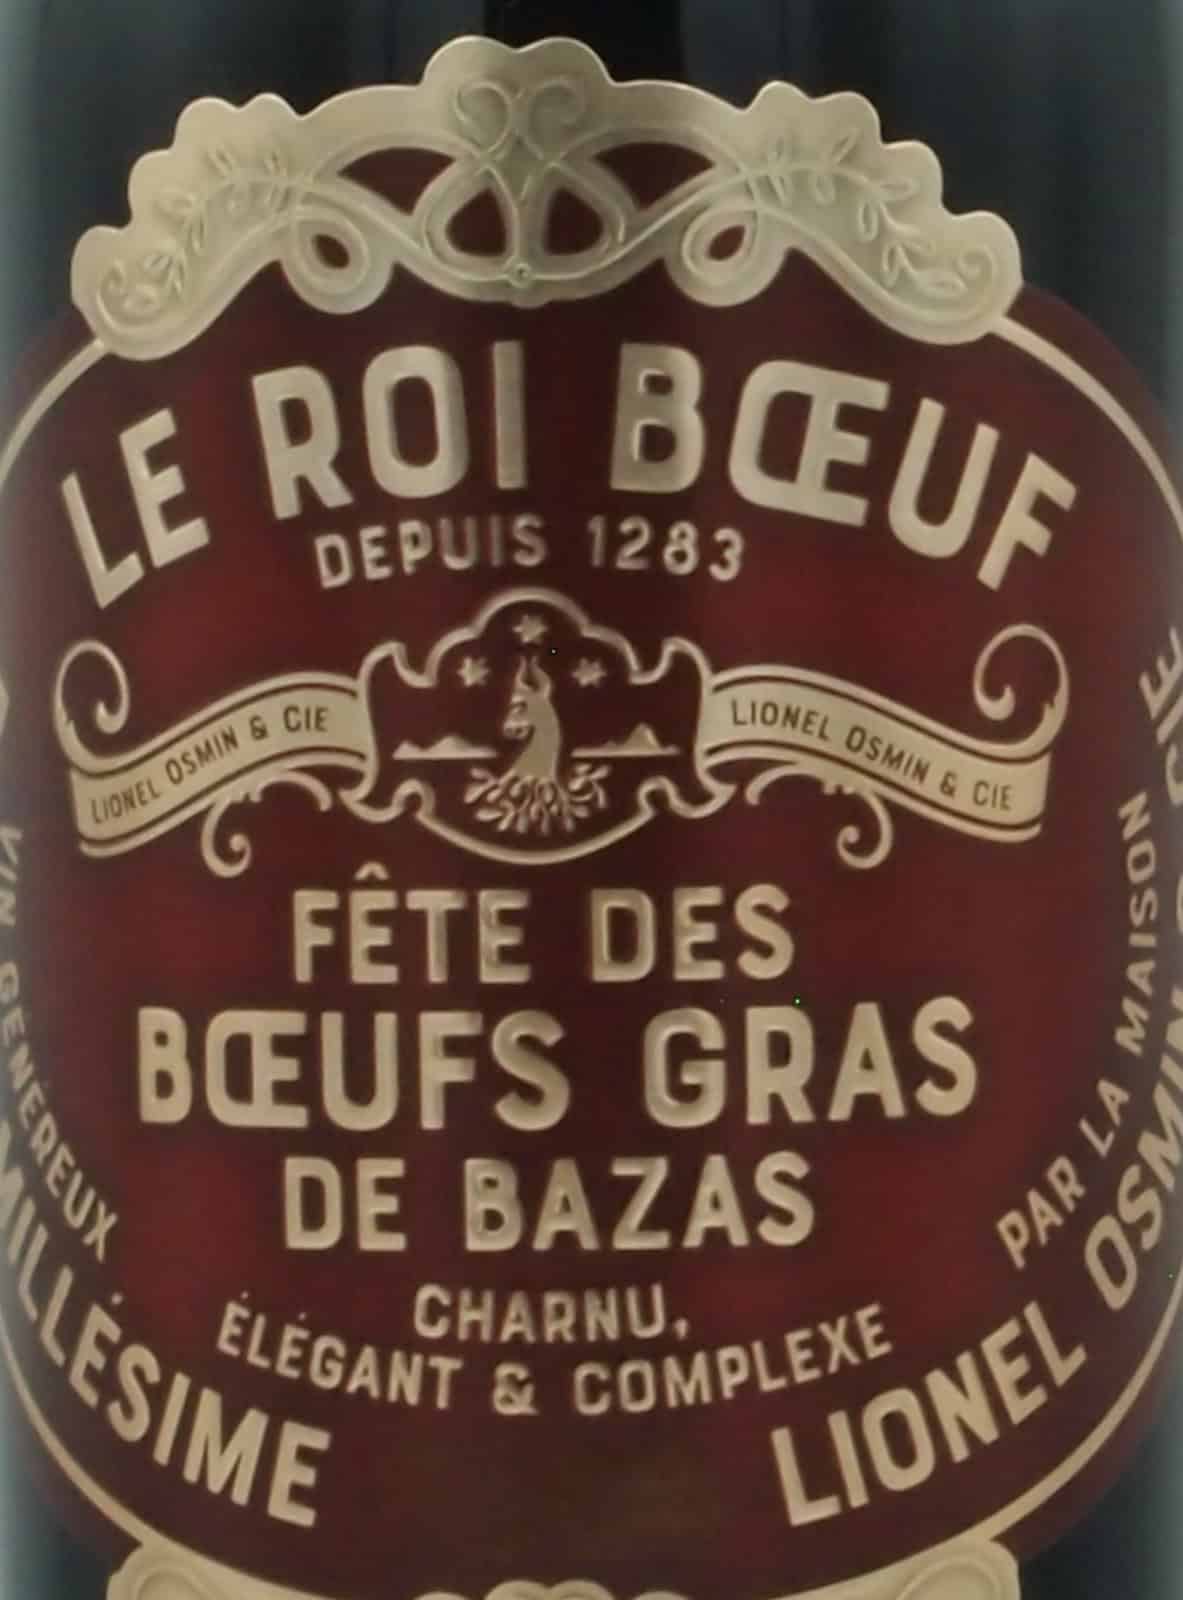 LE ROI BŒUF
DEPUIS 1283
LIONEL OSMIN & CIE
LIONEL OSMIN & CIE
FÊTE DES
BŒUFS GRAS
DE BAZAS
CHARNU,
ÉLÉGANT & COMPLEXE
VIN GÉNÉREUX
MILLÉSIME
PAR LA MAISON
LIONEL OSMIN & CIE